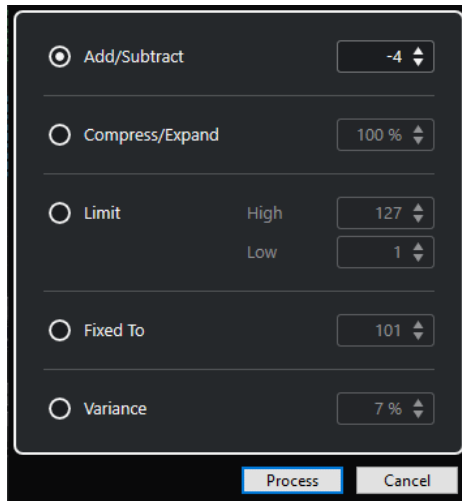 Add/Subtract -4
Compress/Expand 100 %
Limit High 127
Low 1
Fixed To 101
Variance 7 %
Process Cancel